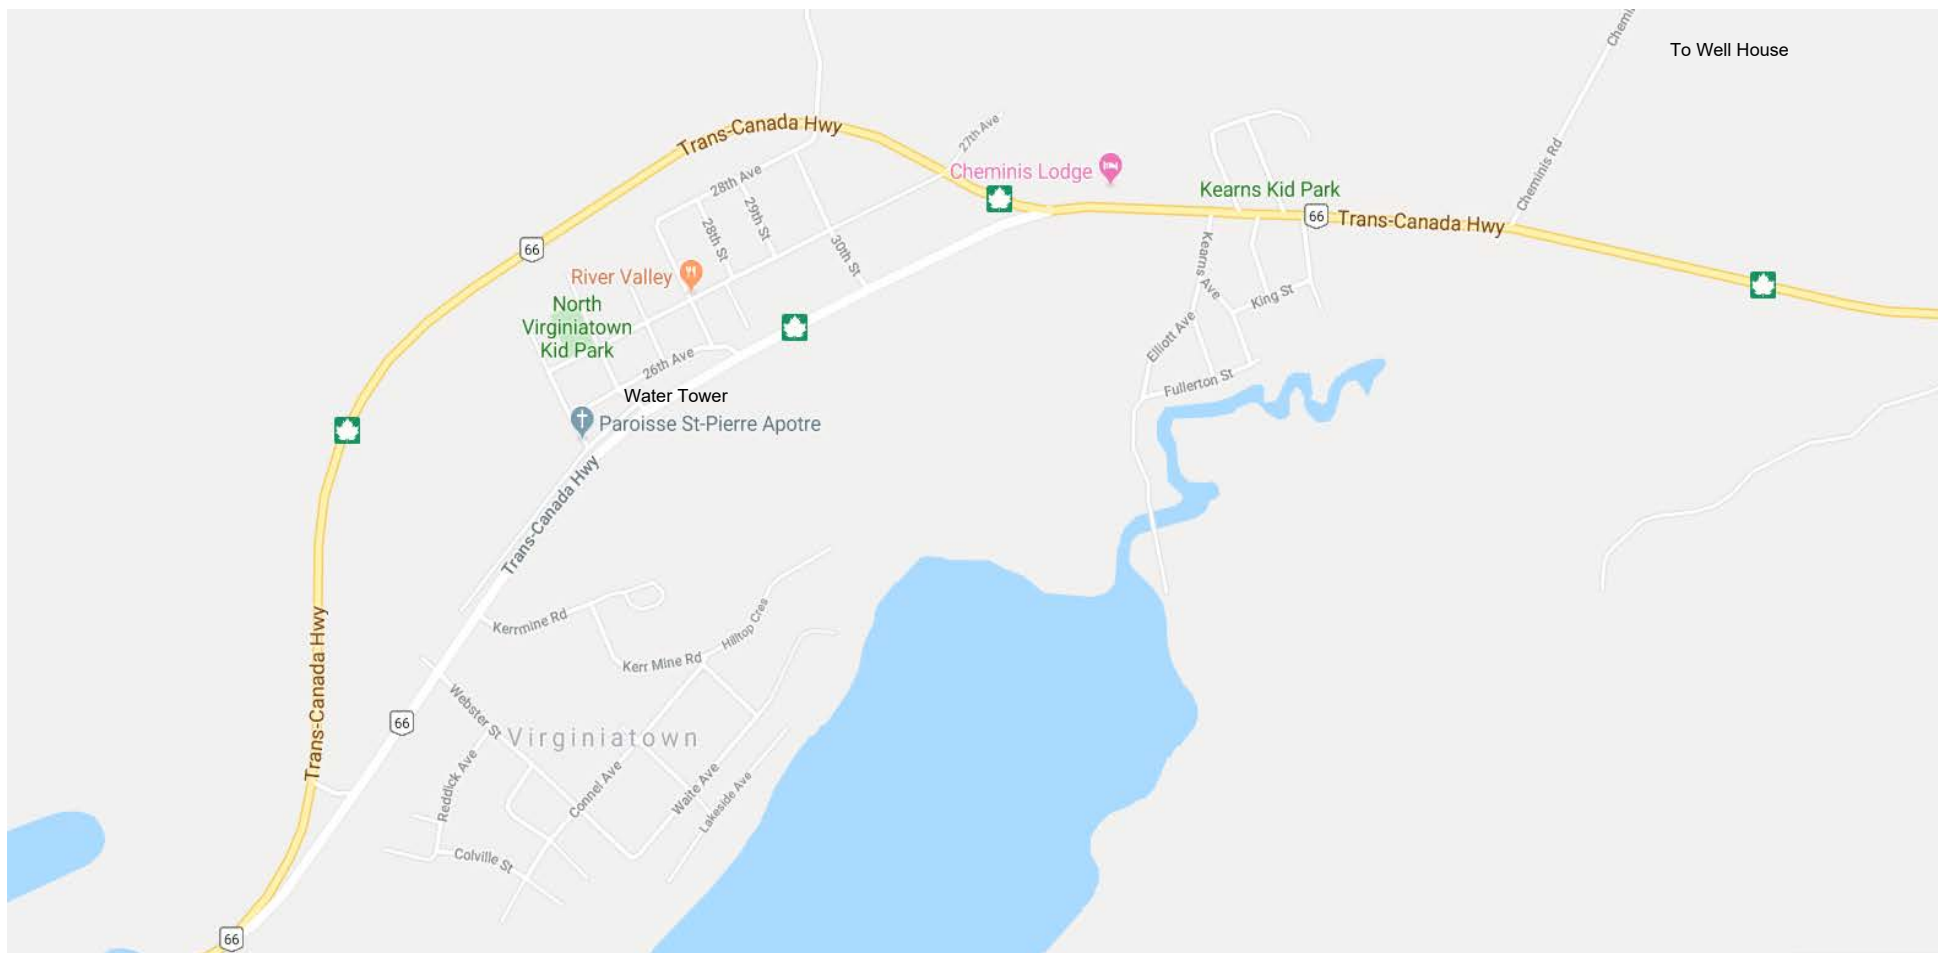 Chemin
To Well House
Trans-Canada Hwy
27th Ave
Cheminis Lodge
Cheminis Rd
28th Ave
Kearns Kid Park
66
Trans-Canada Hwy
29th St
28th St
30th St
66
Kearns Ave
River Valley
King St
North
Virginiatown
Kid Park
Elliott Ave
26th Ave
Fullerton St
Water Tower
Paroisse St-Pierre Apotre
Trans-Canada Hwy
Trans-Canada Hwy
Kerrmine Rd
Hilltop Cres
Kerr Mine Rd
66
Webster St
Virginiatown
Reddick Ave
Connel Ave
Waite Ave
Lakeside Ave
Colville St
66